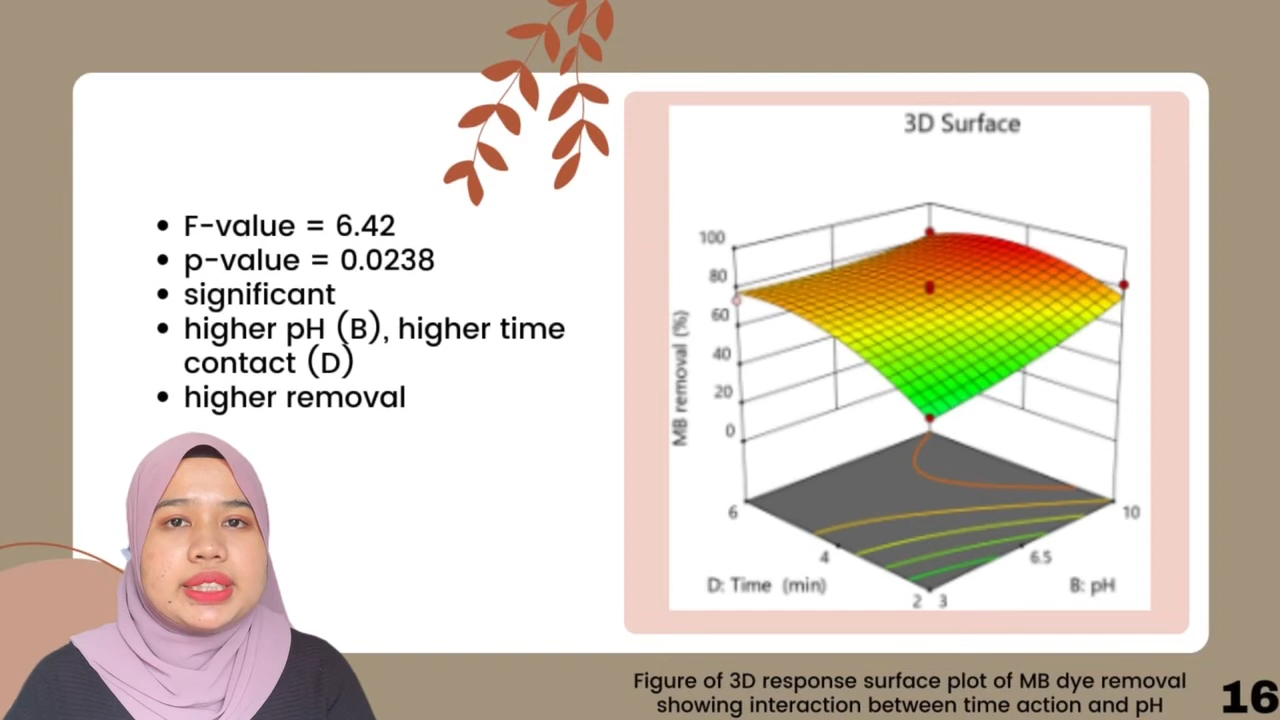 • F-value = 6.42
• p-value = 0.0238
• significant
• higher pH (B), higher time
contact (D)
• higher removal
3D Surface
100
80
60
40
20
0
MB removal (%)
6
4
2
D: Time (min)
3
6.5
10
B: pH
Figure of 3D response surface plot of MB dye removal
showing interaction between time action and pH
16